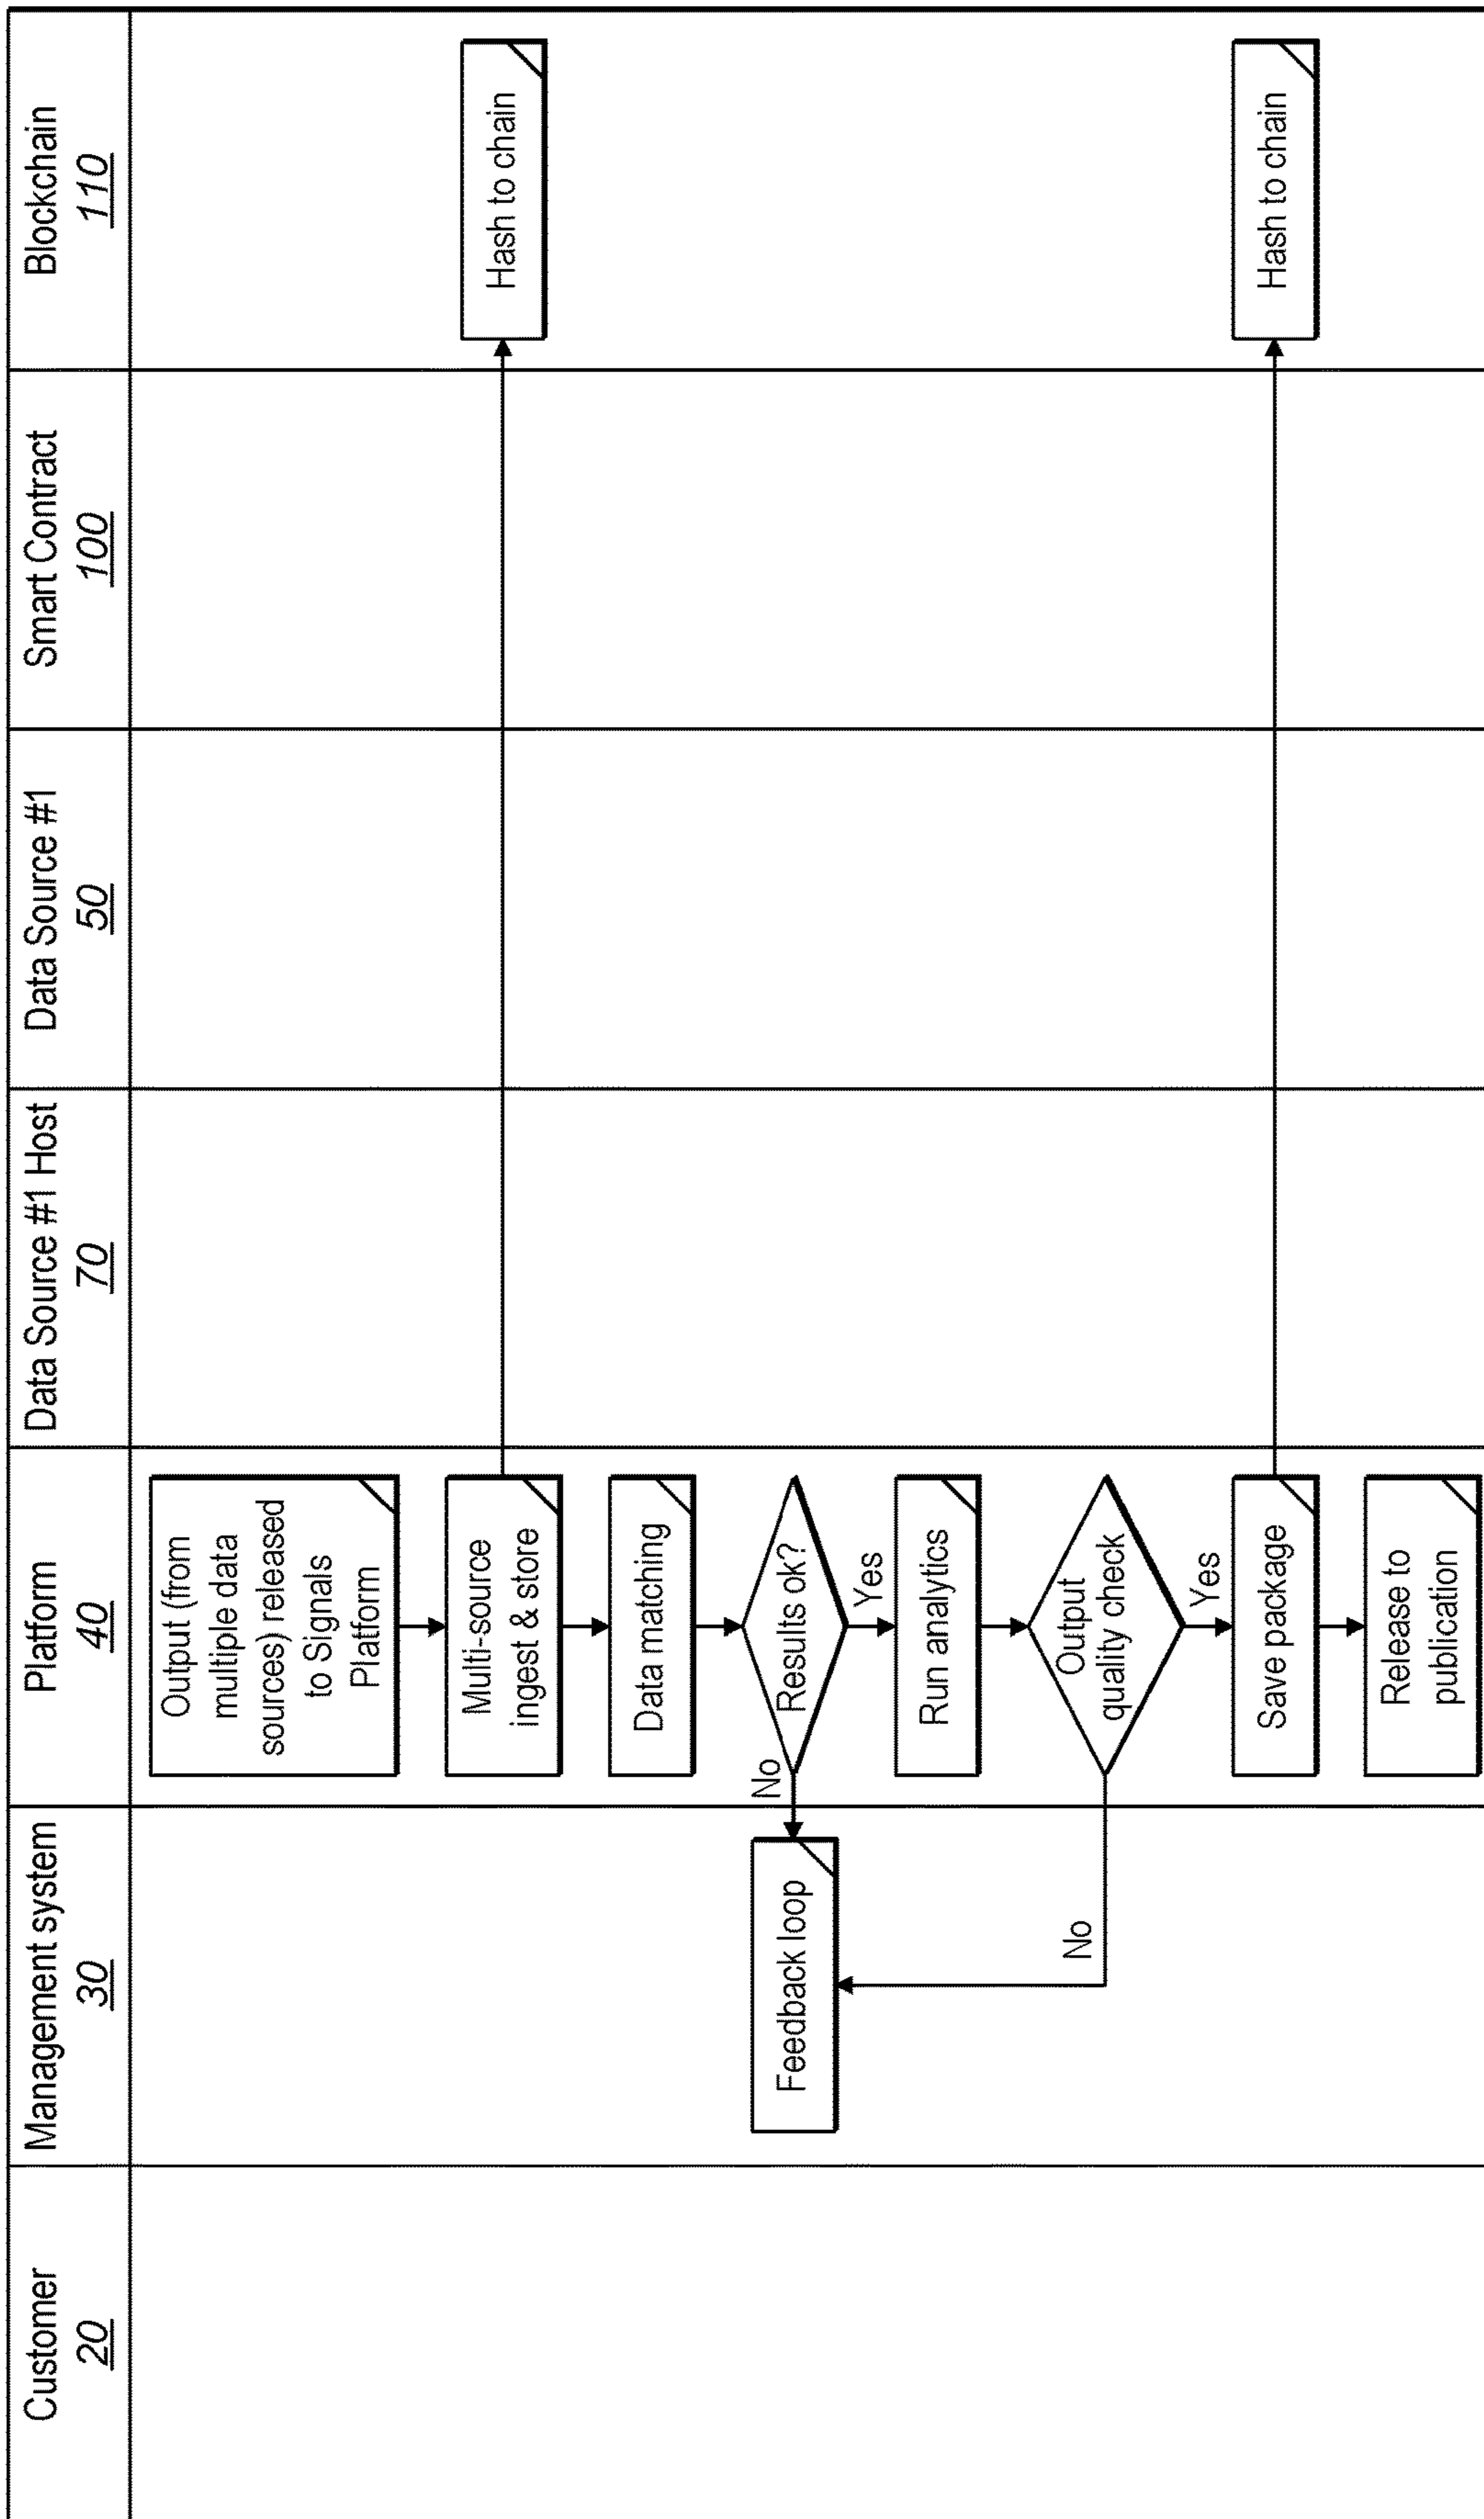 Customer
20
Management system
30
Platform
40
Data Source #1 Host
70
Data Source #1
50
Smart Contract
100
Blockchain
110
Output (from
multiple data
sources) released
to Signals
Platform
Multi-source
ingest & store
Hash to chain
Data matching
Results ok?
No
Feedback loop
Yes
Run analytics
Output
quality check
No
Yes
Save package
Hash to chain
Release to
publication